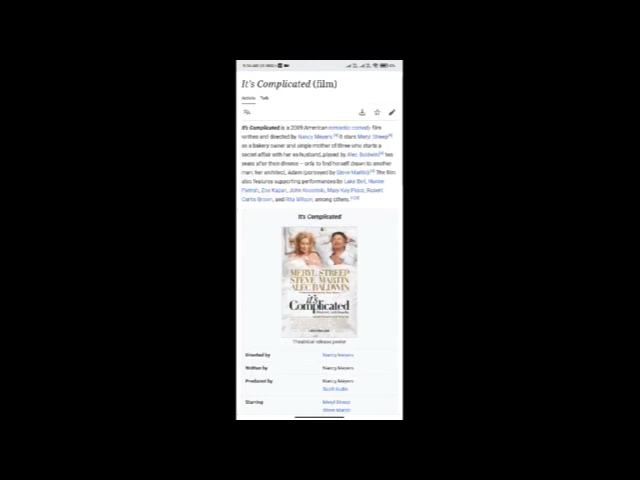 It's Complicated (film)
Article Talk
It's Complicated is a 2009 American romantic comedy film
written and directed by Nancy Meyers. It stars Meryl Streep
as a bakery owner and single mother of three who starts a
secret affair with her ex-husband, played by Alec Baldwin, ten
years after their divorce – only to find herself drawn to another
man: her architect, Adam (portrayed by Steve Martin). The film
also features supporting performances by Lake Bell, Hunter
Parrish, Zoe Kazan, John Krasinski, Mary Kay Place, Robert
Curtis Brown, and Rita Wilson, among others.
It's Complicated
MERYL STREEP
STEVE MARTIN
ALEC BALDWIN
it's
Complicated
Theatrical release poster
Directed by Nancy Meyers
Written by Nancy Meyers
Produced by Nancy Meyers
Scott Rudin
Starring Meryl Streep
Steve Martin